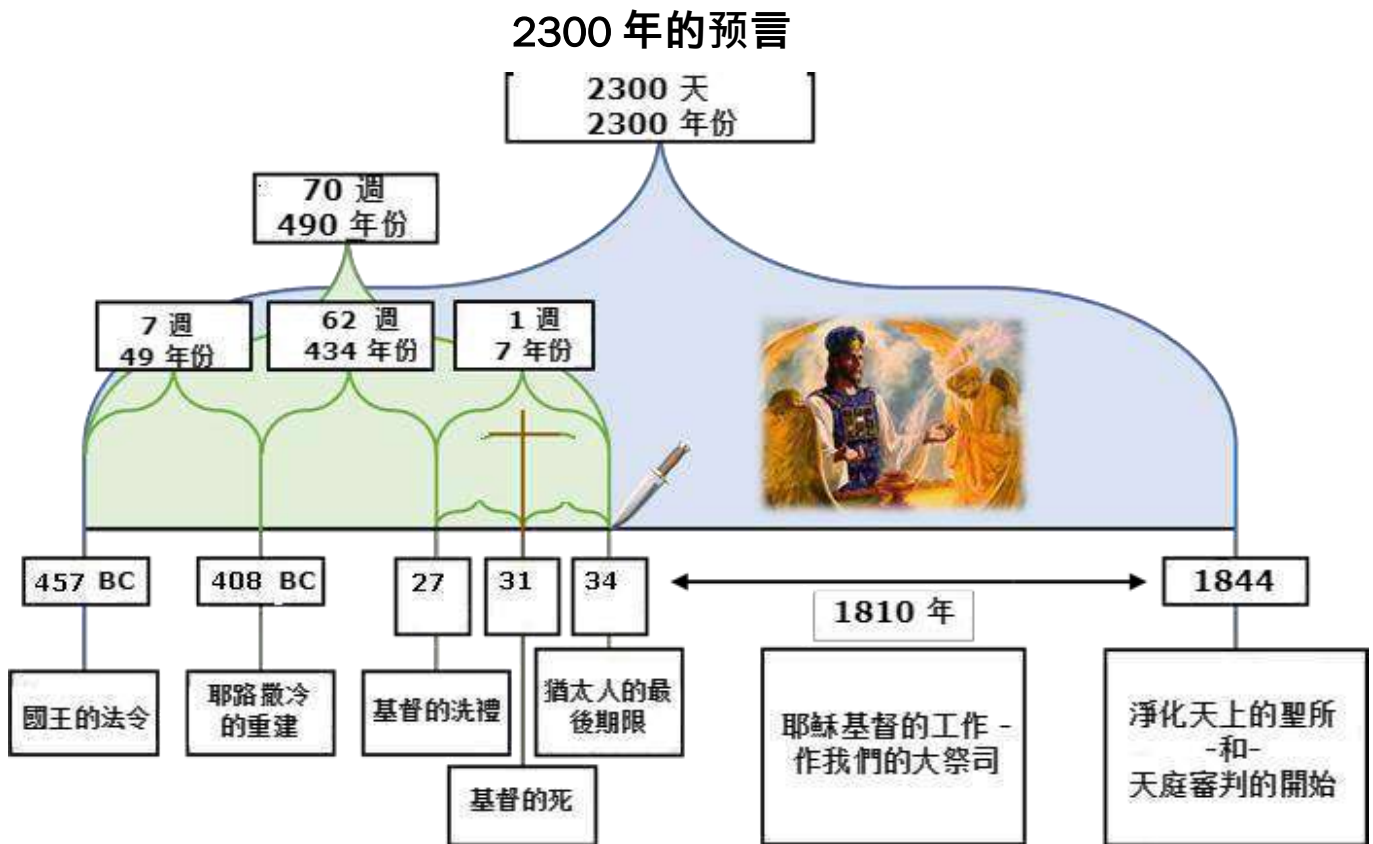 2300 年的预言
2300 天
2300 年份
70 週
490 年份
7 週
49 年份
62 週
434 年份
1 週
7 年份
457 BC
408 BC
27
31
34
1810 年
1844
國王的法令
耶路撒冷
的重建
基督的洗禮
基督的死
猶太人的最
後期限
耶穌基督的工作 -
作我們的大祭司
淨化天上的聖所
-和-
天庭審判的開始